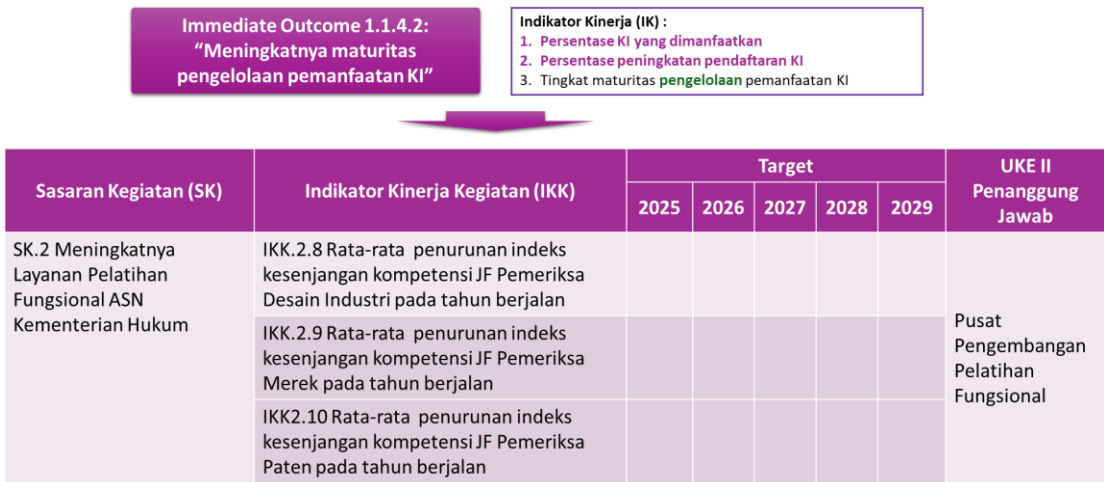 Immediate Outcome 1.1.4.2:
“Meningkatnya maturitas
pengelolaan pemanfaatan KI”
Indikator Kinerja (IK) :
1. Persentase KI yang dimanfaatkan
2. Persentase peningkatan pendaftaran KI
3. Tingkat maturitas pengelolaan pemanfaatan KI
Sasaran Kegiatan (SK)
Indikator Kinerja Kegiatan (IKK)
Target
2025 2026 2027 2028 2029
UKE II
Penanggung
Jawab
SK.2 Meningkatnya
Layanan Pelatihan
Fungsional ASN
Kementerian Hukum
IKK.2.8 Rata-rata penurunan indeks
kesenjangan kompetensi JF Pemeriksa
Desain Industri pada tahun berjalan
IKK.2.9 Rata-rata penurunan indeks
kesenjangan kompetensi JF Pemeriksa
Merek pada tahun berjalan
IKK2.10 Rata-rata penurunan indeks
kesenjangan kompetensi JF Pemeriksa
Paten pada tahun berjalan
Pusat
Pengembangan
Pelatihan
Fungsional